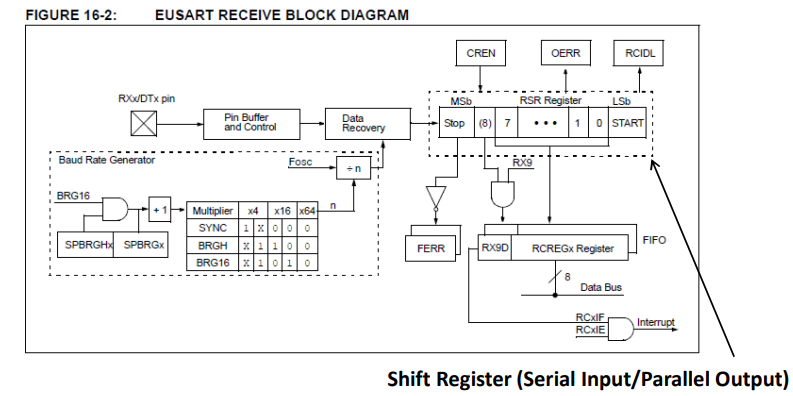 FIGURE 16-2: EUSART RECEIVE BLOCK DIAGRAM
CREN OERR RCIDL
RXx/DTx pin
MSb RSR Register LSb
Pin Buffer
and Control
Data
Recovery
Stop (8) 7 • • • 1 0 START
Baud Rate Generator
Fosc
÷ n
RX9
BRG16
+ 1
n
Multiplier x4 x16 x64
SYNC 1 X 0 0 0
BRGH X 1 1 0 0
BRG16 X 1 0 1 0
SPBRGHx SPBRGx
FERR
RX9D RCREGx Register
FIFO
8
Data Bus
RCxIF
RCxIE
Interrupt
Shift Register (Serial Input/Parallel Output)